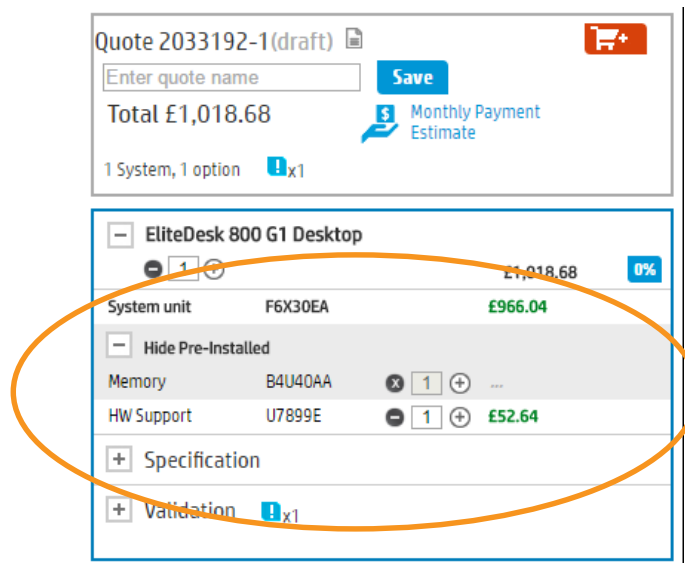 Quote 2033192-1(draft)
Enter quote name Save
Total £1,018.68 Monthly Payment
Estimate
1 System, 1 option x1
EliteDesk 800 G1 Desktop
1 £1,018.68 0%
System unit F6X30EA £966.04
Hide Pre-Installed
Memory B4U40AA 1 ...
HW Support U7899E 1 £52.64
Specification
Validation x1